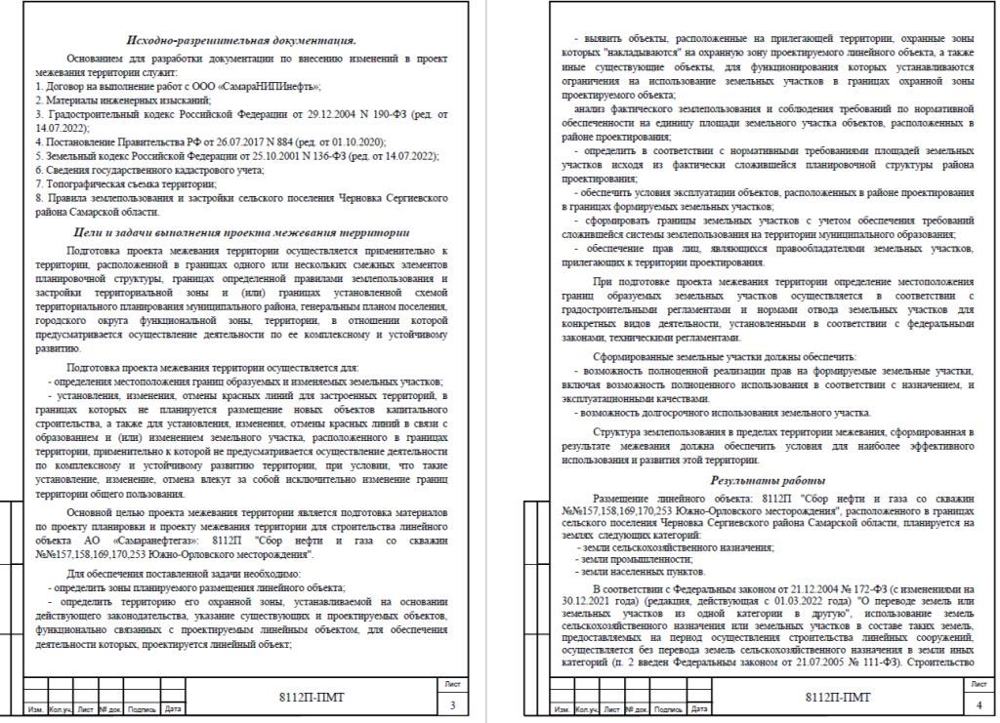 Исходно-разрешительная документация.
Основанием для разработки документации по внесению изменений в проект
межевания территории служит:
1. Договор на выполнение работ с ООО «СамараНИПИнефть»;
2. Материалы инженерных изысканий;
3. Градостроительный кодекс Российской Федерации от 29.12.2004 N 190-ФЗ (ред. от
14.07.2022);
4. Постановление Правительства РФ от 26.07.2017 N 884 (ред. от 01.10.2020);
5. Земельный кодекс Российской Федерации от 25.10.2001 N 136-ФЗ (ред. от 14.07.2022);
6. Сведения государственного кадастрового учета;
7. Топографическая съемка территории;
8. Правила землепользования и застройки сельского поселения Черновка Сергиевского
района Самарской области.
Цели и задачи выполнения проекта межевания территории
Подготовка проекта межевания территории осуществляется применительно к
территории, расположенной в границах одного или нескольких смежных элементов
планировочной структуры, границах определенной правилами землепользования и
застройки территориальной зоны и (или) границах установленной схемой
территориального планирования муниципального района, генеральным планом поселения,
городского округа функциональной зоны, территории, в отношении которой
предусматривается осуществление деятельности по ее комплексному и устойчивому
развитию.
Подготовка проекта межевания территории осуществляется для:
- определения местоположения границ образуемых и изменяемых земельных участков;
- установления, изменения, отмены красных линий для застроенных территорий, в
границах которых не планируется размещение новых объектов капитального
строительства, а также для установления, изменения, отмены красных линий в связи с
образованием и (или) изменением земельного участка, расположенного в границах
территории, применительно к которой не предусматривается осуществление деятельности
по комплексному и устойчивому развитию территории, при условии, что такие
установление, изменение, отмена влекут за собой исключительно изменение границ
территории общего пользования.
Основной целью проекта межевания территории является подготовка материалов
по проекту планировки и проекту межевания территории для строительства линейного
объекта АО «Самаранефтегаз»: 8112П "Сбор нефти и газа со скважин
№№157,158,169,170,253 Южно-Орловского месторождения".
Для обеспечения поставленной задачи необходимо:
- определить зоны планируемого размещения линейного объекта;
- определить территорию его охранной зоны, устанавливаемой на основании
действующего законодательства, указание существующих и проектируемых объектов,
функционально связанных с проектируемым линейным объектом, для обеспечения
деятельности которых, проектируется линейный объект;
Изм. Кол.уч. Лист № док. Подпись Дата
8112П-ПМТ
Лист
3
- выявить объекты, расположенные на прилегающей территории, охранные зоны
которых "накладываются" на охранную зону проектируемого линейного объекта, а также
иные существующие объекты, для функционирования которых устанавливаются
ограничения на использование земельных участков в границах охранной зоны
проектируемого объекта;
анализ фактического землепользования и соблюдения требований по нормативной
обеспеченности на единицу площади земельного участка объектов, расположенных в
районе проектирования;
- определить в соответствии с нормативными требованиями площадей земельных
участков исходя из фактически сложившейся планировочной структуры района
проектирования;
- обеспечить условия эксплуатации объектов, расположенных в районе проектирования
в границах формируемых земельных участков;
- сформировать границы земельных участков с учетом обеспечения требований
сложившейся системы землепользования на территории муниципального образования;
- обеспечение прав лиц, являющихся правообладателями земельных участков,
прилегающих к территории проектирования.
При подготовке проекта межевания территории определение местоположения
границ образуемых земельных участков осуществляется в соответствии с
градостроительными регламентами и нормами отвода земельных участков для
конкретных видов деятельности, установленными в соответствии с федеральными
законами, техническими регламентами.
Сформированные земельные участки должны обеспечить:
- возможность полноценной реализации прав на формируемые земельные участки,
включая возможность полноценного использования в соответствии с назначением, и
эксплуатационными качествами.
- возможность долгосрочного использования земельного участка.
Структура землепользования в пределах территории межевания, сформированная в
результате межевания должна обеспечить условия для наиболее эффективного
использования и развития этой территории.
Результаты работы
Размещение линейного объекта: 8112П "Сбор нефти и газа со скважин
№№157,158,169,170,253 Южно-Орловского месторождения", расположенного в границах
сельского поселения Черновка Сергиевского района Самарской области, планируется на
землях следующих категорий:
- земли сельскохозяйственного назначения;
- земли промышленности;
- земли населенных пунктов.
В соответствии с Федеральным законом от 21.12.2004 № 172-ФЗ (с изменениями на
30.12.2021 года) (редакция, действующая с 01.03.2022 года) "О переводе земель или
земельных участков из одной категории в другую", использование земель
сельскохозяйственного назначения или земельных участков в составе таких земель,
предоставляемых на период осуществления строительства линейных сооружений,
осуществляется без перевода земель сельскохозяйственного назначения в земли иных
категорий (п. 2 введен Федеральным законом от 21.07.2005 № 111-ФЗ). Строительство
Изм. Кол.уч. Лист № док. Подпись Дата
8112П-ПМТ
Лист
4